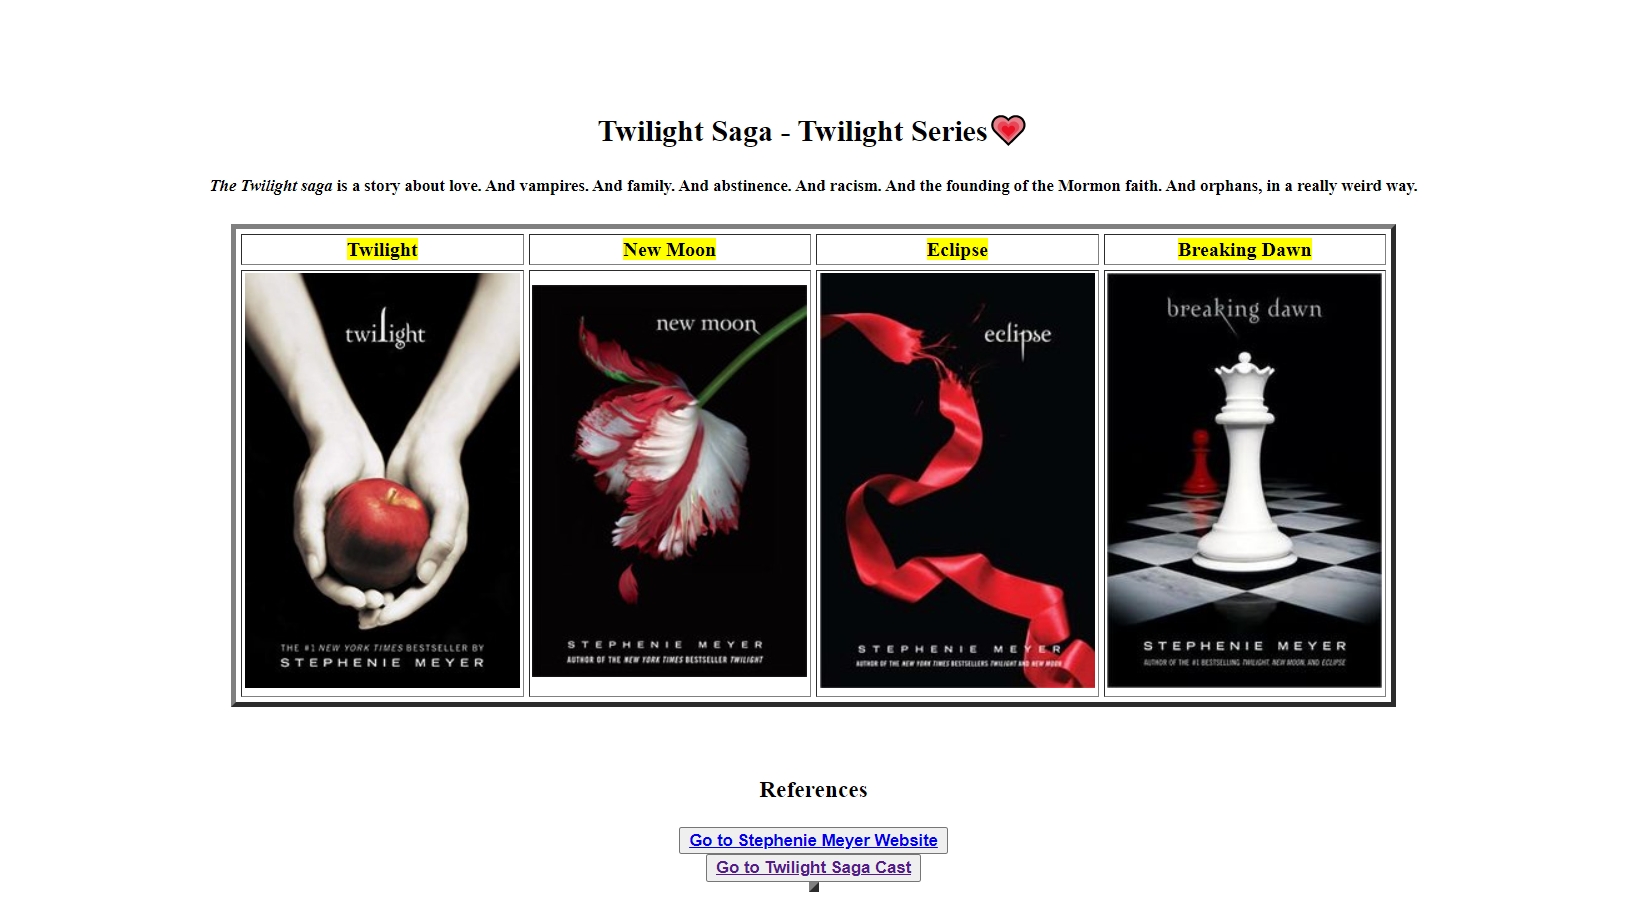 Twilight Saga - Twilight Series
The Twilight saga is a story about love. And vampires. And family. And abstinence. And racism. And the founding of the Mormon faith. And orphans, in a really weird way.
Twilight
New Moon
Eclipse
Breaking Dawn
twilight
THE #1 NEW YORK TIMES BESTSELLER BY
STEPHENIE MEYER
new moon
STEPHENIE MEYER
AUTHOR OF THE NEW YORK TIMES BESTSELLER TWILIGHT
eclipse
STEPHENIE MEYER
AUTHOR OF THE NEW YORK TIMES BESTSELLERS TWILIGHT AND NEW MOON
breaking dawn
STEPHENIE MEYER
AUTHOR OF THE #1 BESTSELLING TWILIGHT, NEW MOON, AND ECLIPSE
References
Go to Stephenie Meyer Website
Go to Twilight Saga Cast